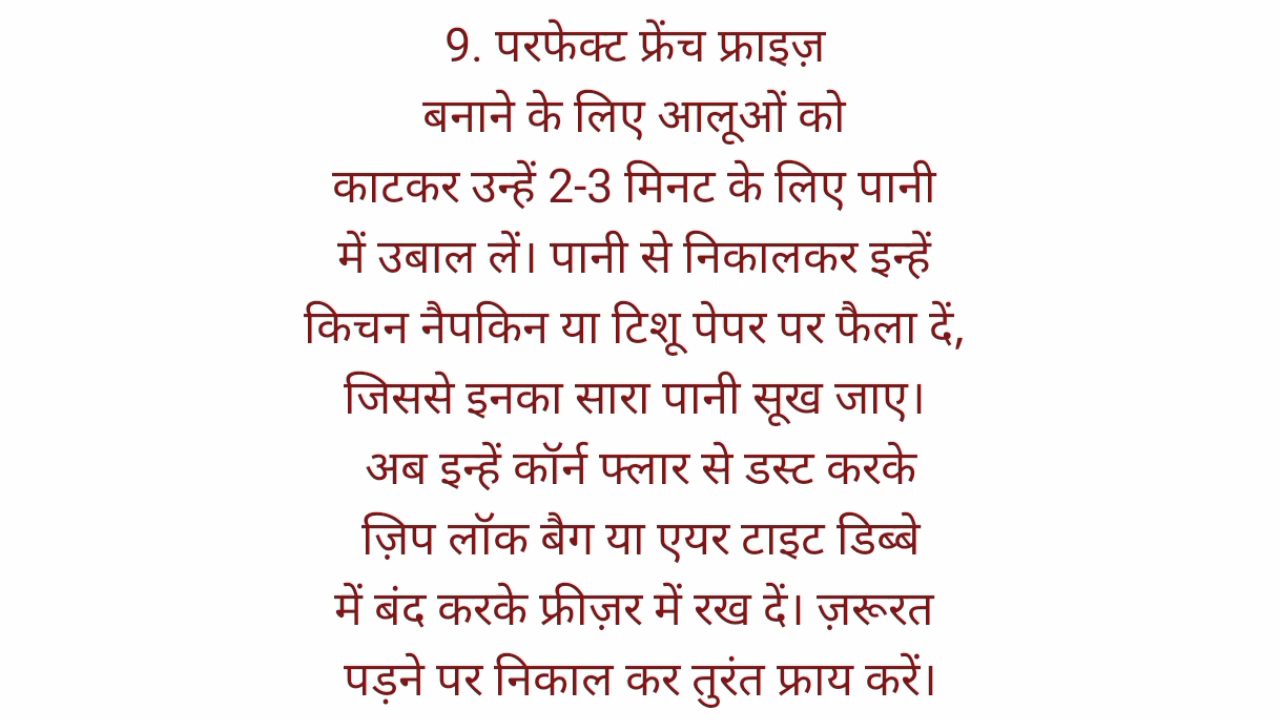 9. परफेक्ट फ्रेंच फ्राइज़
बनाने के लिए आलूओं को
काटकर उन्हें 2-3 मिनट के लिए पानी
में उबाल लें। पानी से निकालकर इन्हें
किचन नैपकिन या टिशू पेपर पर फैला दें,
जिससे इनका सारा पानी सूख जाए।
अब इन्हें कॉर्न फ्लार से डस्ट करके
ज़िप लॉक बैग या एयर टाइट डिब्बे
में बंद करके फ्रीज़र में रख दें। ज़रूरत
पड़ने पर निकाल कर तुरंत फ्राय करें।